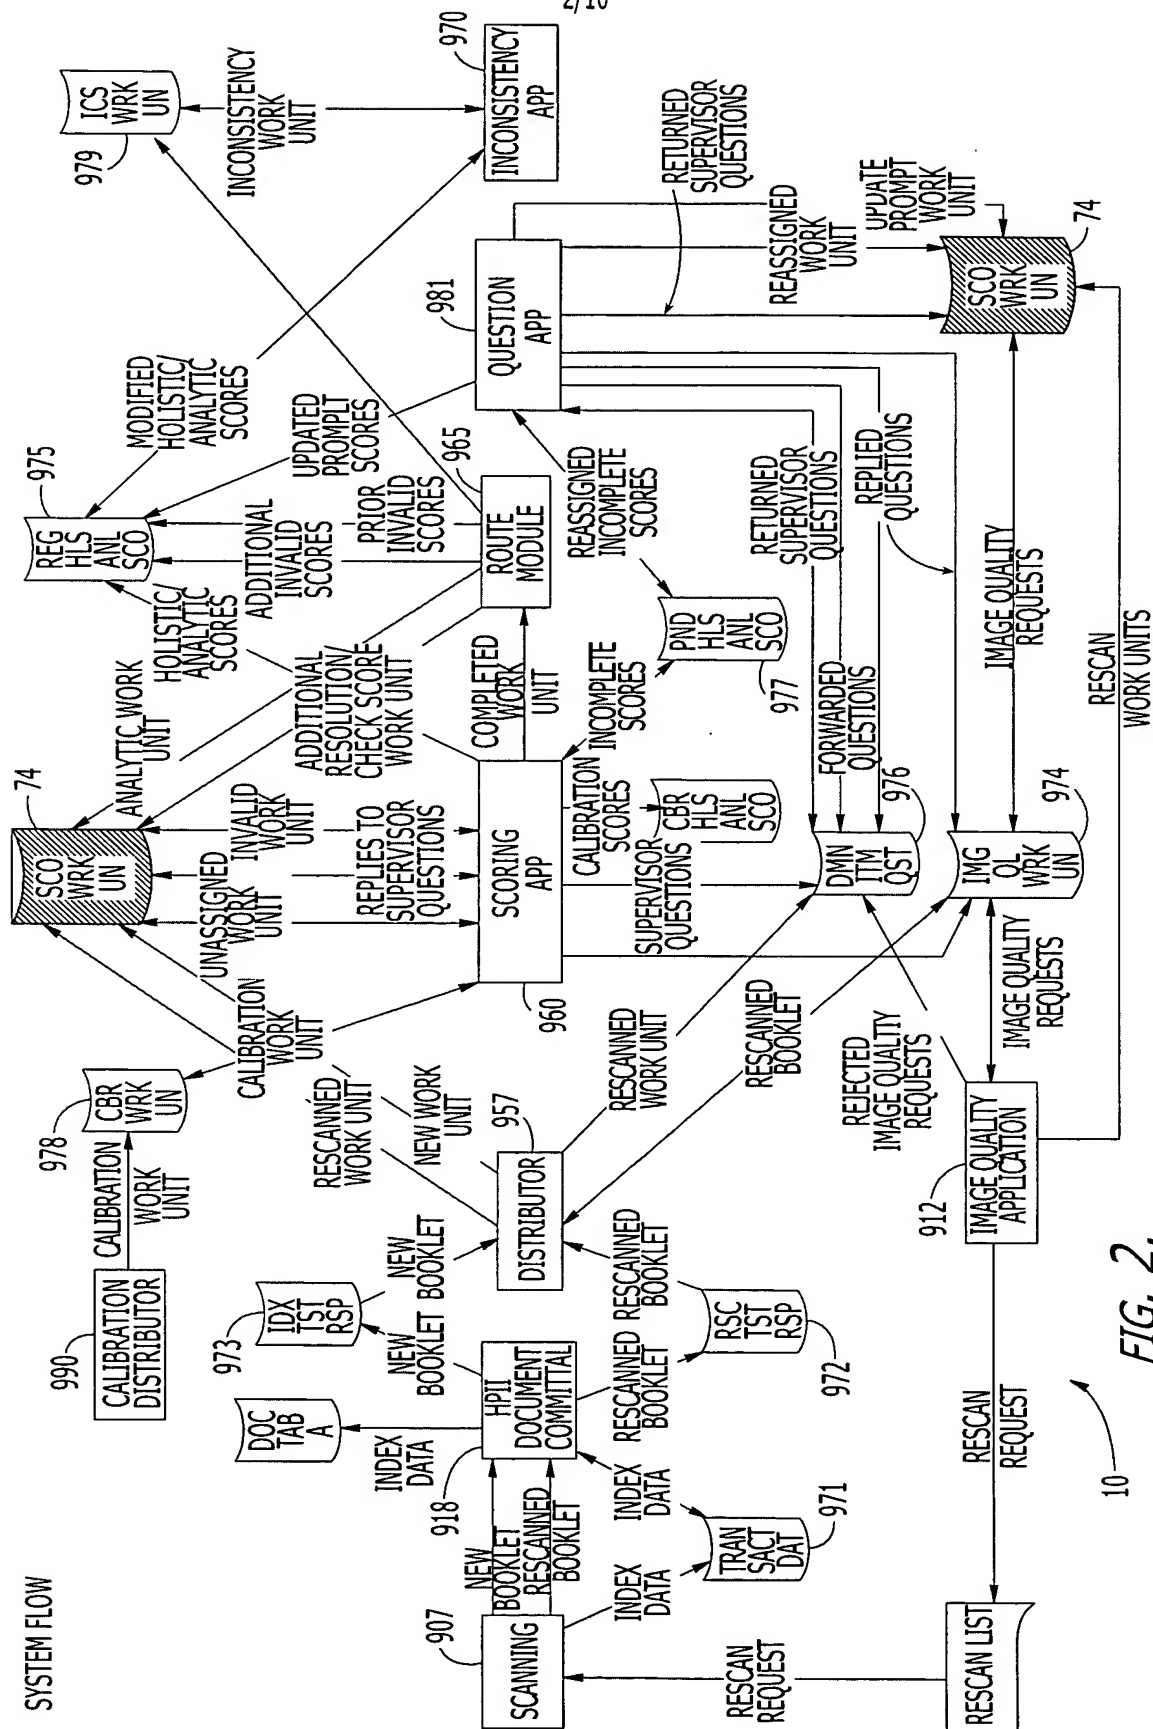 2/10
SYSTEM FLOW
ICS
WRK
UN
979
INCONSISTENCY
WORK
UNIT
970
INCONSISTENCY
APP
RETURNED
SUPERVISOR
QUESTIONS
UPDATE
PROMPT
WORK
UNIT
REASSIGNED
WORK
UNIT
74
SCO
WRK
UN
981
QUESTION
APP
MODIFIED
HOLISTIC/
ANALYTIC
SCORES
UPDATED
PROMPLT
SCORES
975
REG
HLS
ANL
SCO
PRIOR
INVALID
SCORES
ADDITIONAL
INVALID
SCORES
HOLISTIC/
ANALYTIC
SCORES
965
ROUTE
MODULE
REASSIGNED
INCOMPLETE
SCORES
RETURNED
SUPERVISOR
QUESTIONS
REPLIED
QUESTIONS
FORWARDED
QUESTIONS
IMAGE QUALITY
REQUESTS
RESCAN
WORK UNITS
PND
HLS
ANL
SCO
977
ANALYTIC WORK
UNIT
ADDITIONAL
RESOLUTION/
CHECK SCORE
WORK UNIT
COMPLETED
WORK
UNIT
INCOMPLETE
SCORES
74
SCO
WRK
UN
INVALID WORK
UNIT
REPLIES TO
SUPERVISOR
QUESTIONS
UNASSIGNED
WORK
UNIT
SCORING
APP
960
CALIBRATION
SCORES
CBR
HLS
ANL
SCO
SUPERVISOR
QUESTIONS
976
DMN
ITM
QST
974
IMG
QL
WRK
UN
CALIBRATION
WORK
UNIT
978
CBR
WRK
UN
CALIBRATION
WORK
UNIT
990
CALIBRATION
DISTRIBUTOR
RESCANNED
WORK UNIT
NEW WORK
UNIT
957
DISTRIBUTOR
RESCANNED
WORK UNIT
RESCANNED
BOOKLET
REJECTED
IMAGE QUALITY
REQUESTS
IMAGE QUALITY
REQUESTS
912
IMAGE QUALITY
APPLICATION
973
IDX
TST
RSP
NEW
BOOKLET
NEW
BOOKLET
RESCANNED
BOOKLET
RESCANNED
BOOKLET
RSC
TST
RSP
972
DOC
TAB
A
INDEX
DATA
918
HPII
DOCUMENT
COMMITTAL
NEW
BOOKLET
RESCANNED
BOOKLET
INDEX
DATA
INDEX
DATA
TRAN
SACT
DAT
971
907
SCANNING
RESCAN
REQUEST
RESCAN LIST
RESCAN
REQUEST
10
FIG. 2.